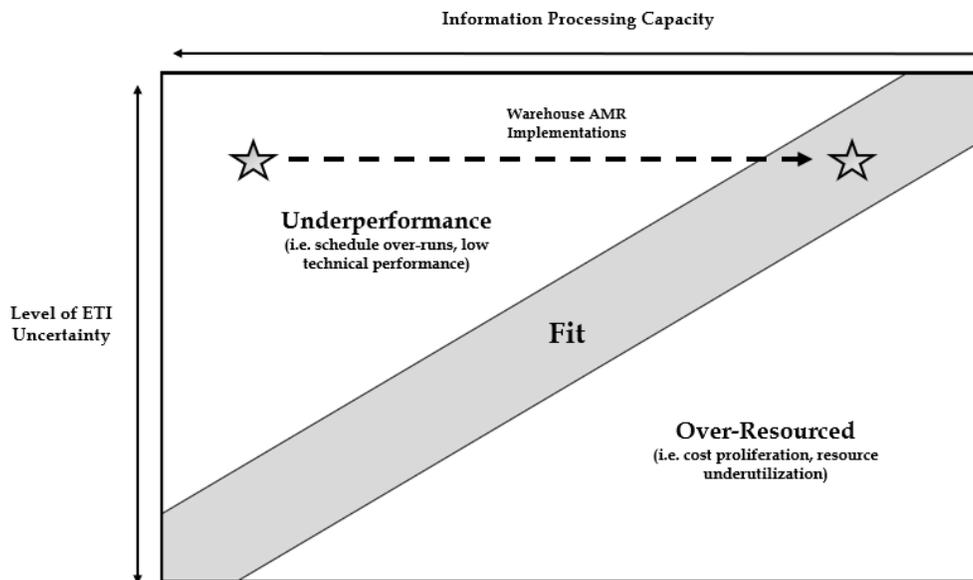 Information Processing Capacity
Warehouse AMR
Implementations
Underperformance
(i.e. schedule over-runs, low
technical performance)
Level of ETI
Uncertainty
Fit
Over-Resourced
(i.e. cost proliferation, resource
underutilization)